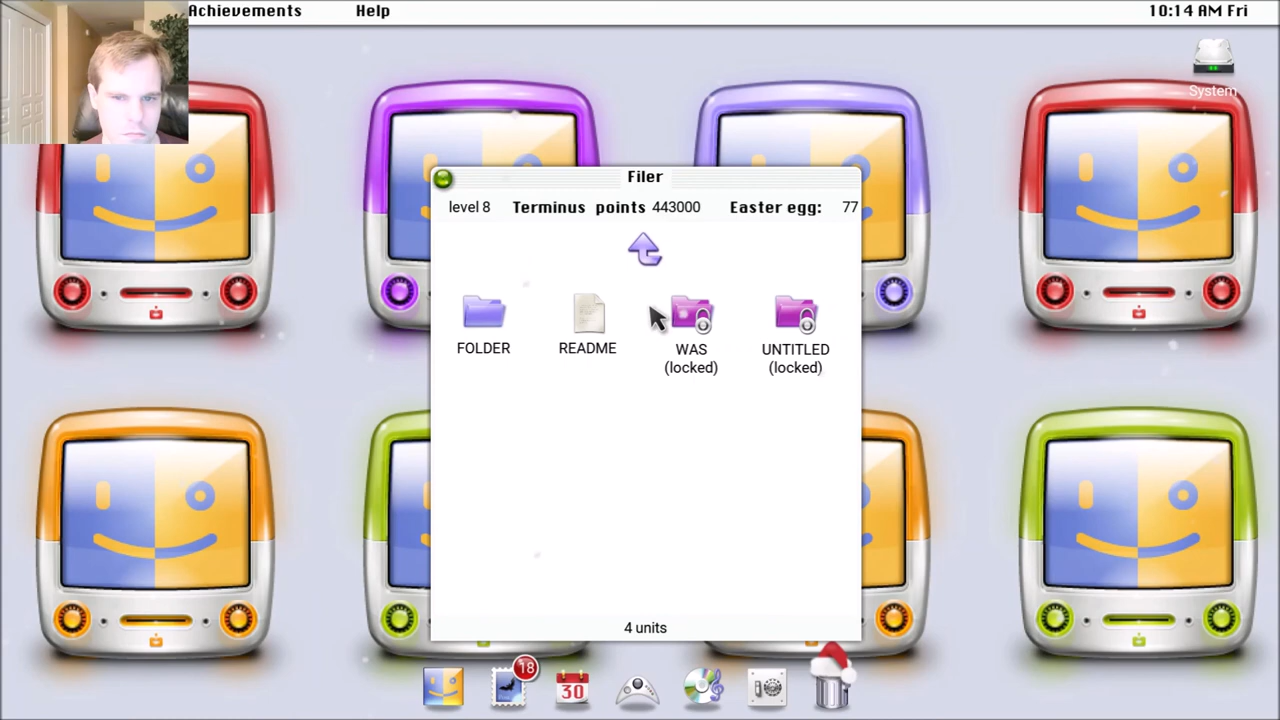 Achievements Help 10:14 AM Fri
System
Filer
level 8 Terminus points 443000 Easter egg: 77
FOLDER README WAS (locked) UNTITLED (locked)
4 units
18
30